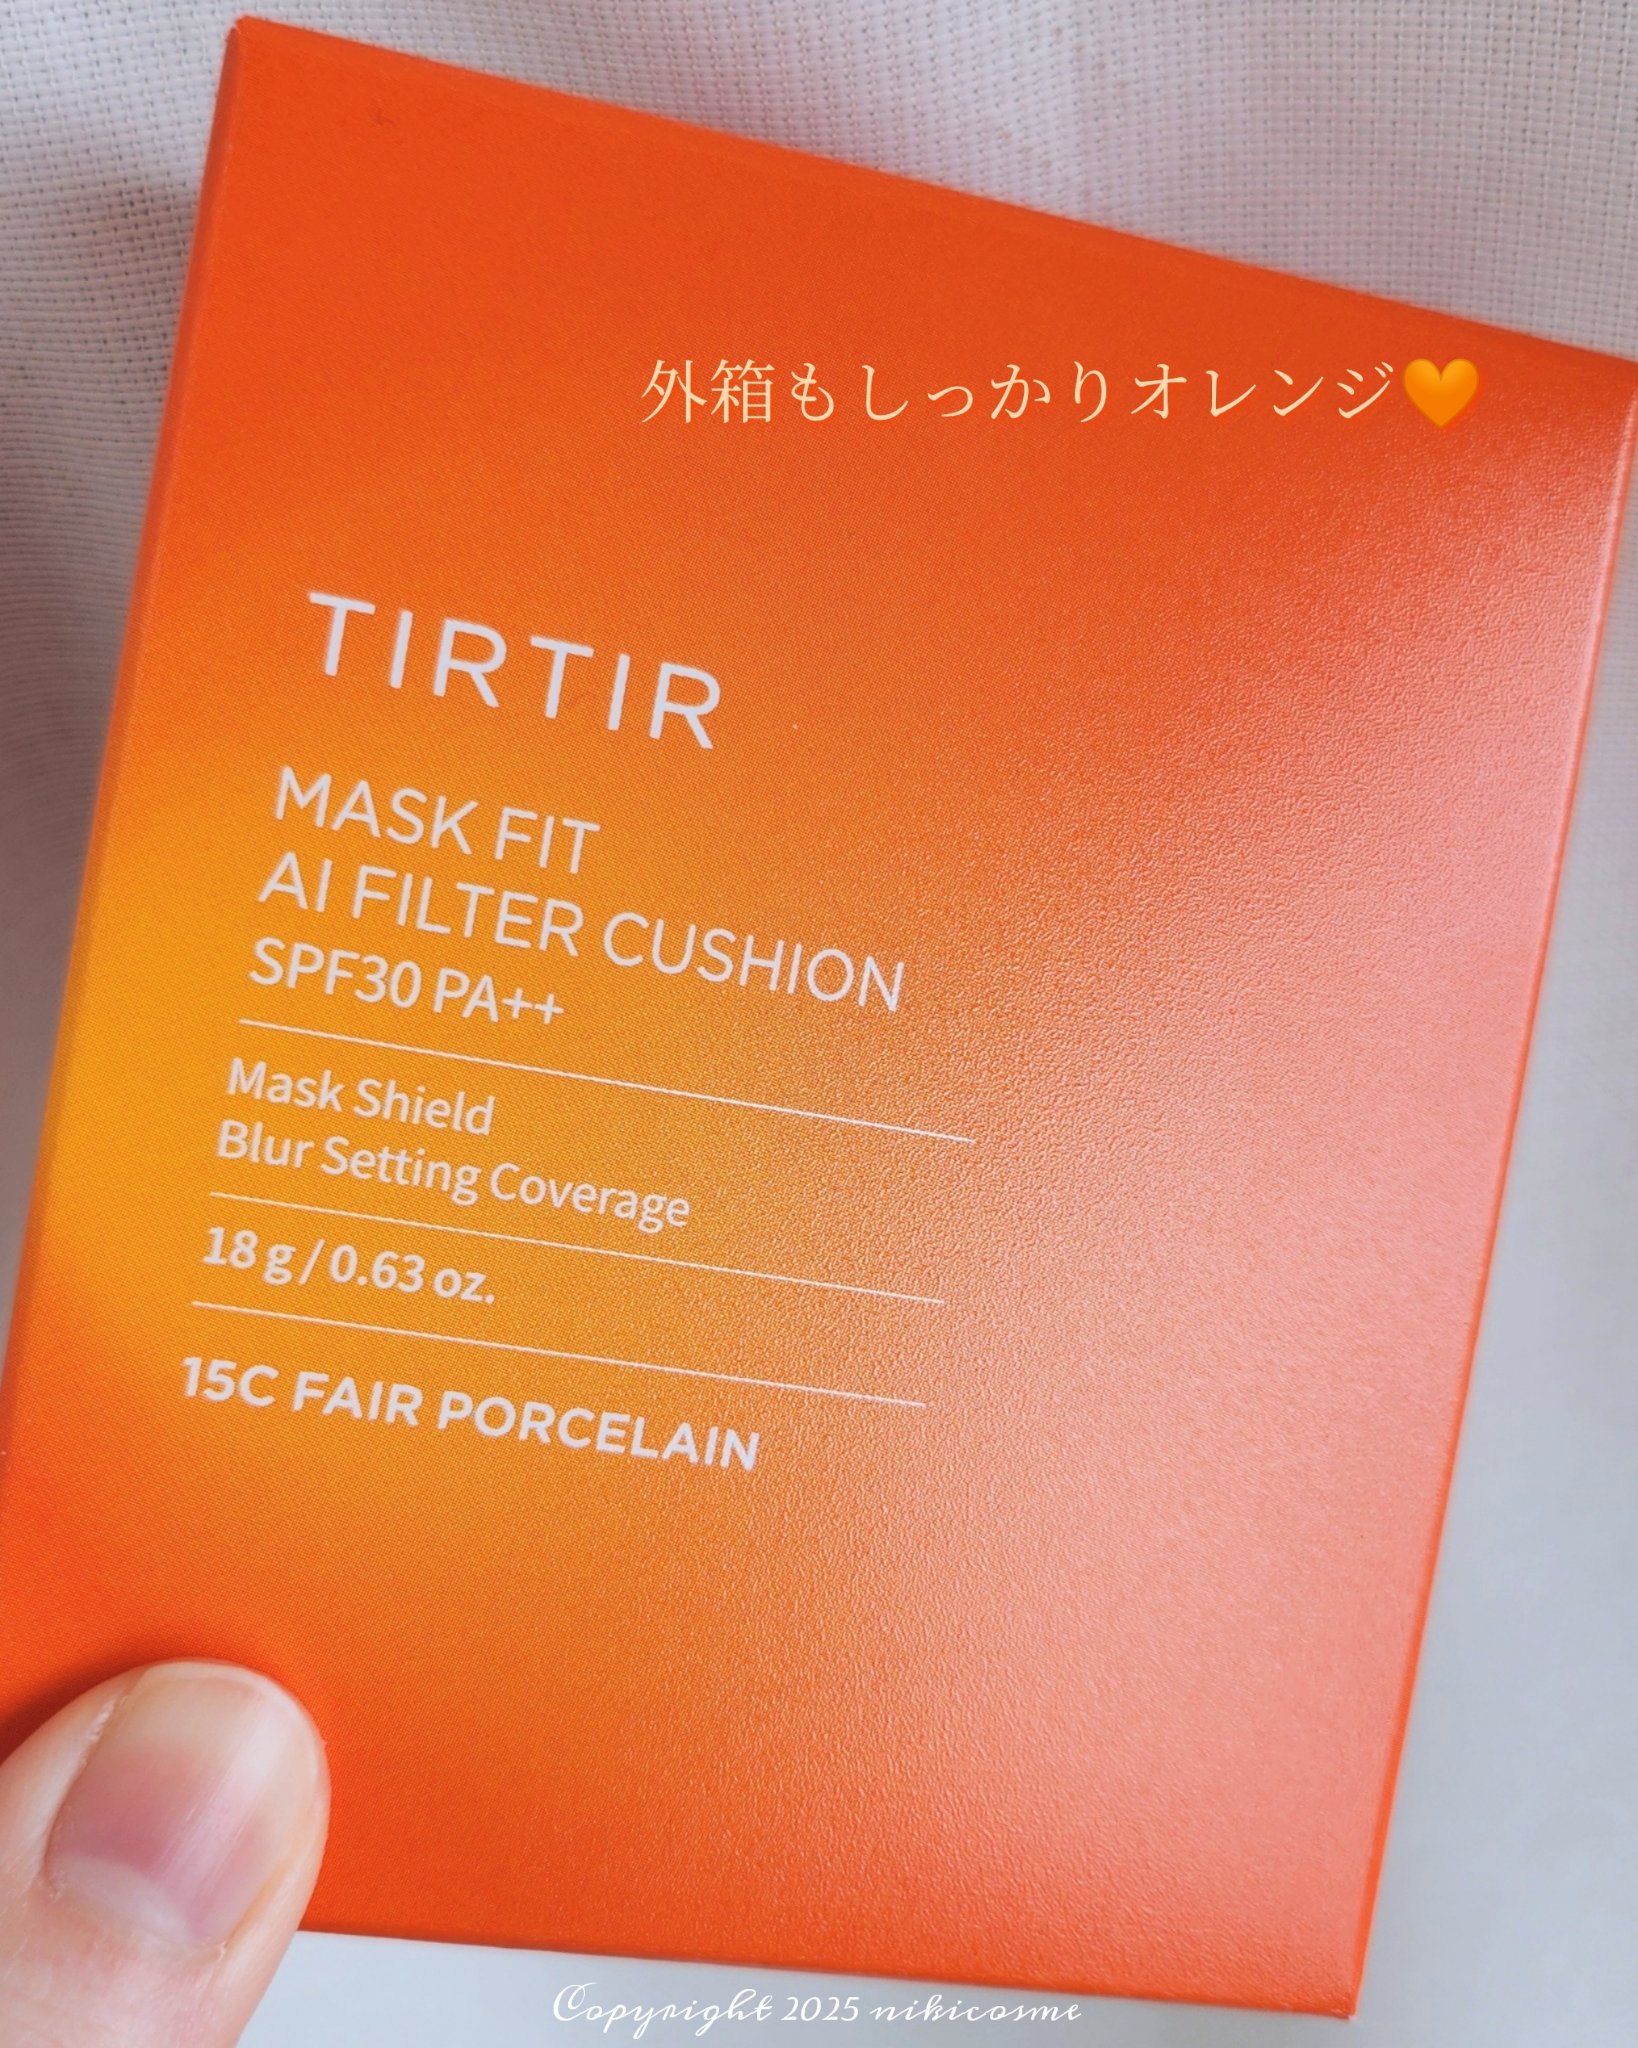 外箱もしっかりオレンジ🧡
TIRTIR
MASK FIT
AI FILTER CUSHION
SPF30 PA++
Mask Shield
Blur Setting Coverage
18 g / 0.63 oz.
15C FAIR PORCELAIN
Copyright 2025 nikicosme